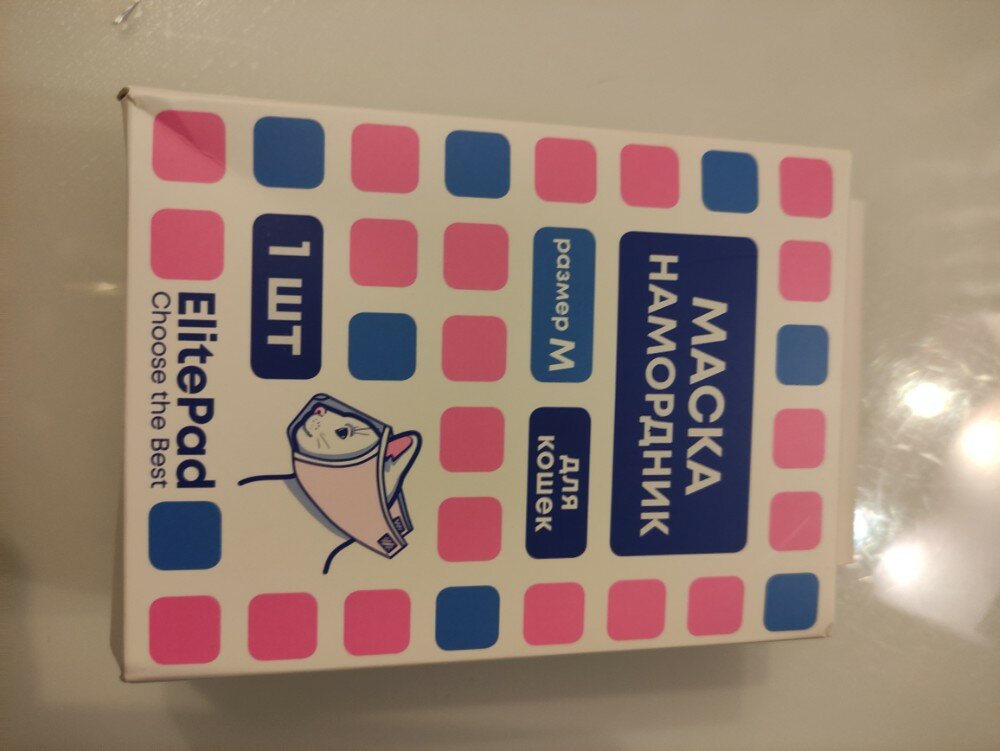 МАСКА
НАМОРДНИК
размер М
для
кошек
1 шт
ElitePad
Choose the Best